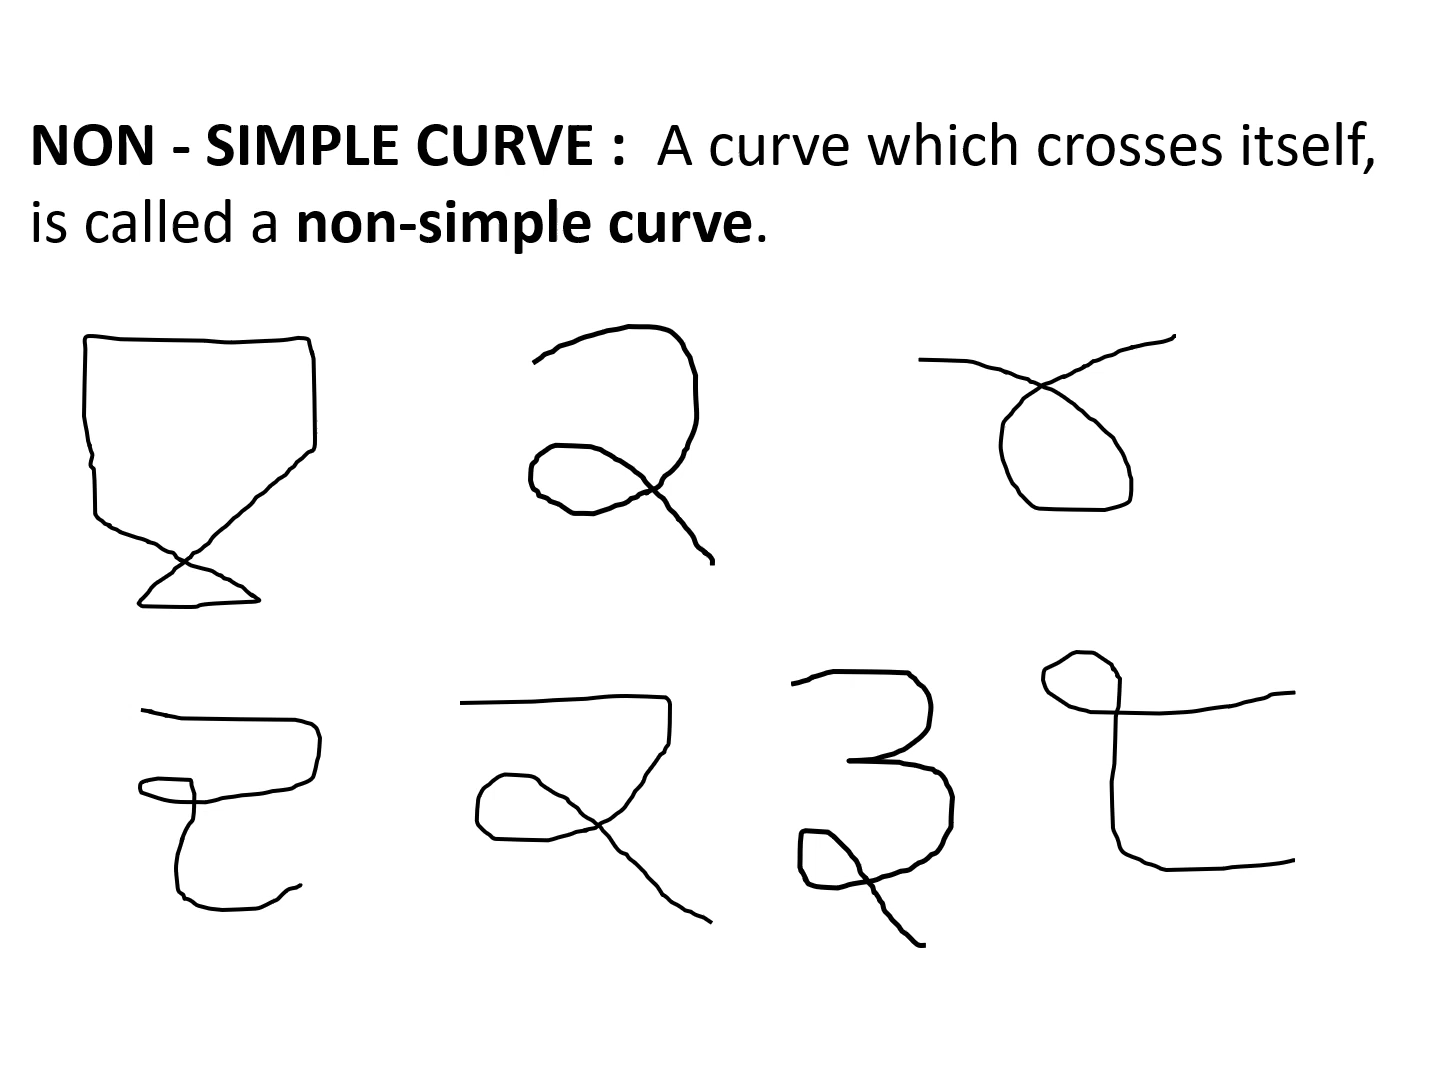 NON - SIMPLE CURVE : A curve which crosses itself,
is called a non-simple curve.